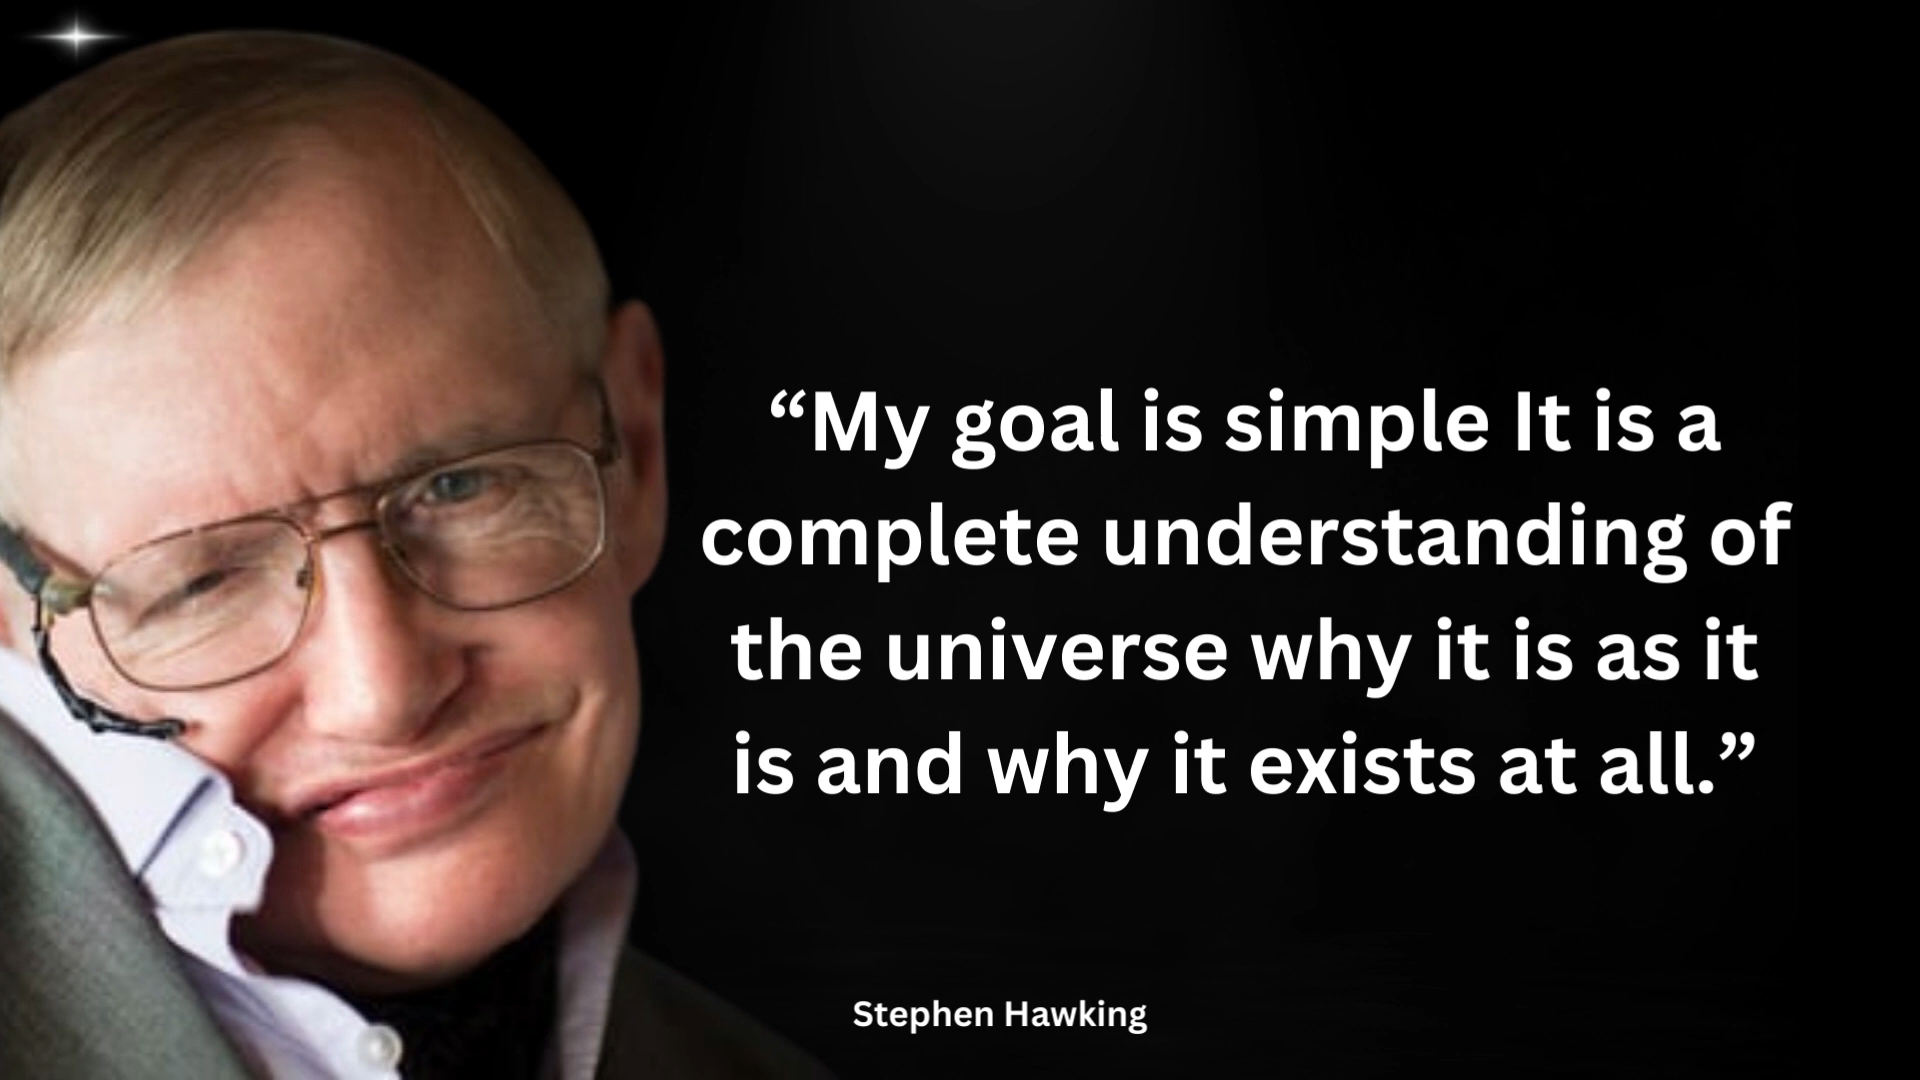 “My goal is simple It is a
complete understanding of
the universe why it is as it
is and why it exists at all.”
Stephen Hawking